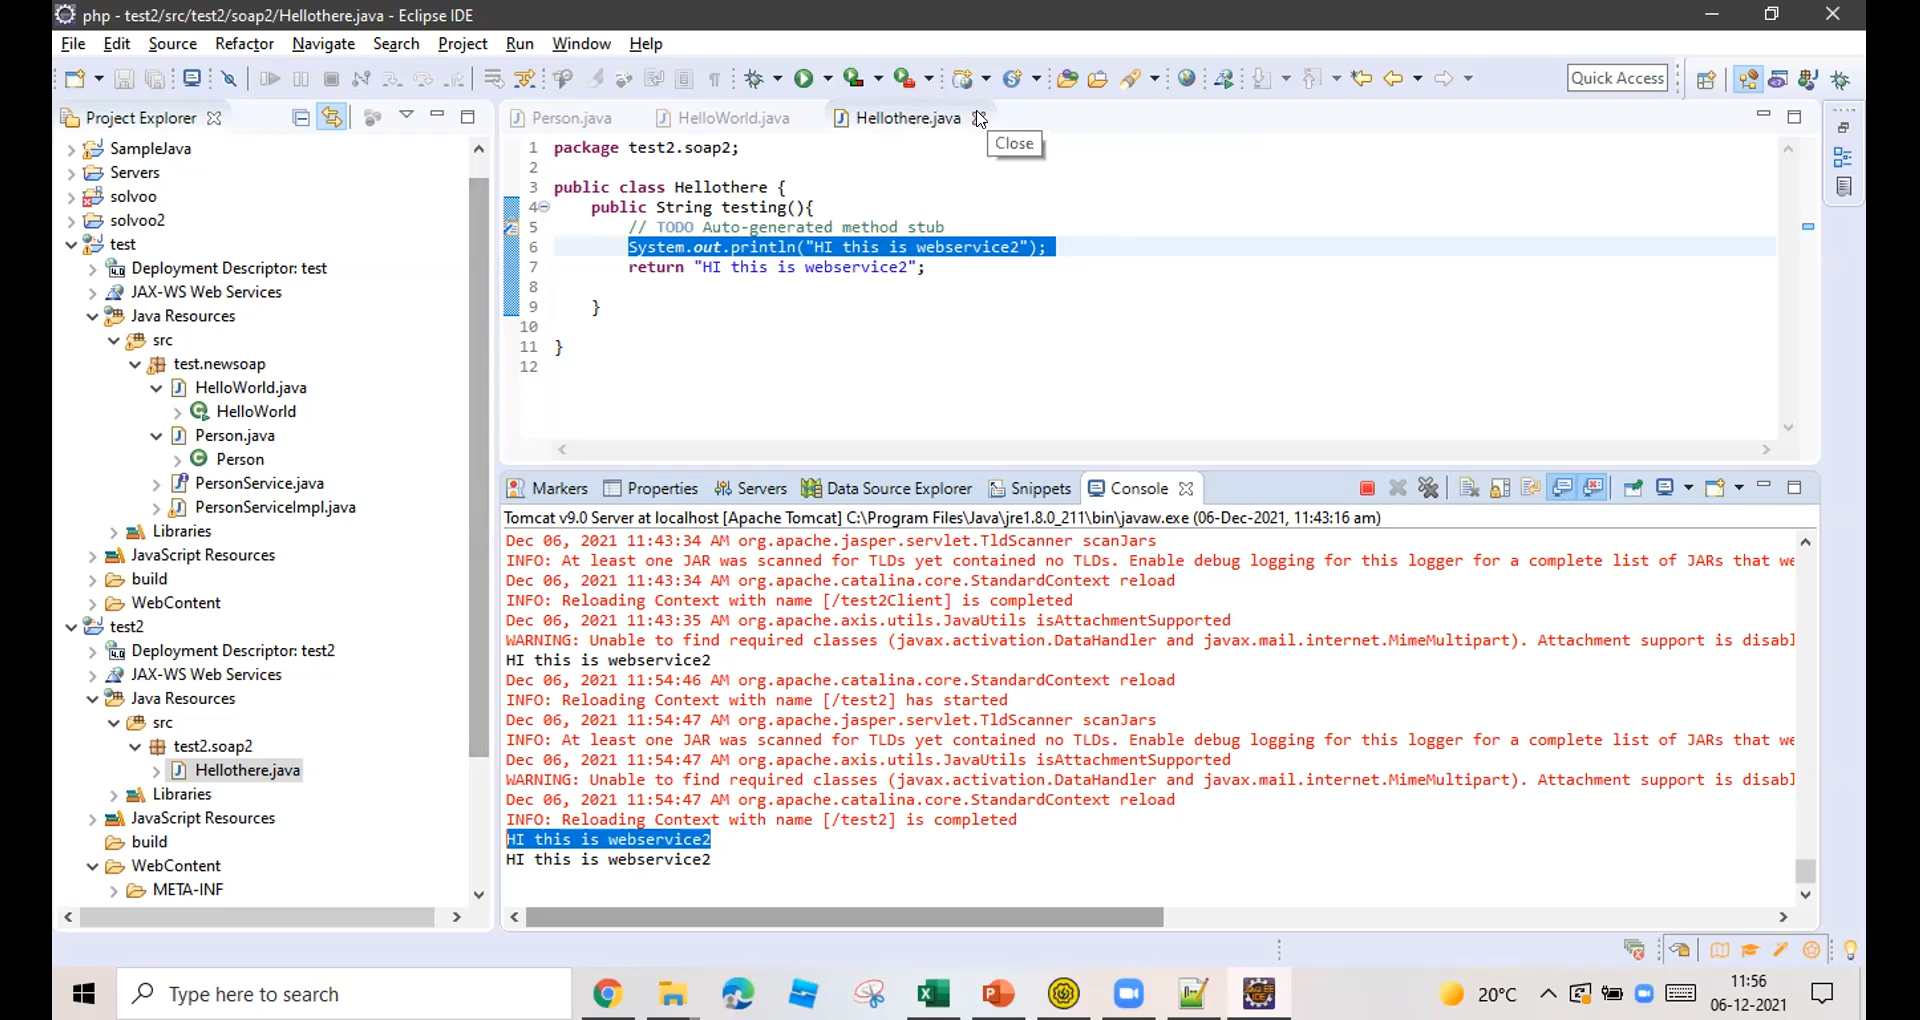 php - test2/src/test2/soap2/Hellothere.java - Eclipse IDE
File Edit Source Refactor Navigate Search Project Run Window Help
Quick Access
Project Explorer
SampleJava
Servers
solvoo
solvoo2
test
Deployment Descriptor: test
JAX-WS Web Services
Java Resources
src
test.newsoap
HelloWorld.java
HelloWorld
Person.java
Person
PersonService.java
PersonServiceImpl.java
Libraries
JavaScript Resources
build
WebContent
test2
Deployment Descriptor: test2
JAX-WS Web Services
Java Resources
src
test2.soap2
Hellothere.java
Libraries
JavaScript Resources
build
WebContent
META-INF
Person.java HelloWorld.java Hellothere.java
Close
1 package test2.soap2;
2
3 public class Hellothere {
4 public String testing(){
5 // TODO Auto-generated method stub
6 System.out.println("HI this is webservice2");
7 return "HI this is webservice2";
8
9 }
10
11 }
12
Markers Properties Servers Data Source Explorer Snippets Console
Tomcat v9.0 Server at localhost [Apache Tomcat] C:\Program Files\Java\jre1.8.0_211\bin\javaw.exe (06-Dec-2021, 11:43:16 am)
Dec 06, 2021 11:43:34 AM org.apache.jasper.servlet.TldScanner scanJars
INFO: At least one JAR was scanned for TLDs yet contained no TLDs. Enable debug logging for this logger for a complete list of JARs that we
Dec 06, 2021 11:43:34 AM org.apache.catalina.core.StandardContext reload
INFO: Reloading Context with name [/test2Client] is completed
Dec 06, 2021 11:43:35 AM org.apache.axis.utils.JavaUtils isAttachmentSupported
WARNING: Unable to find required classes (javax.activation.DataHandler and javax.mail.internet.MimeMultipart). Attachment support is disabl
HI this is webservice2
Dec 06, 2021 11:54:46 AM org.apache.catalina.core.StandardContext reload
INFO: Reloading Context with name [/test2] has started
Dec 06, 2021 11:54:47 AM org.apache.jasper.servlet.TldScanner scanJars
INFO: At least one JAR was scanned for TLDs yet contained no TLDs. Enable debug logging for this logger for a complete list of JARs that we
Dec 06, 2021 11:54:47 AM org.apache.axis.utils.JavaUtils isAttachmentSupported
WARNING: Unable to find required classes (javax.activation.DataHandler and javax.mail.internet.MimeMultipart). Attachment support is disabl
Dec 06, 2021 11:54:47 AM org.apache.catalina.core.StandardContext reload
INFO: Reloading Context with name [/test2] is completed
HI this is webservice2
HI this is webservice2
Type here to search
20°C
11:56
06-12-2021